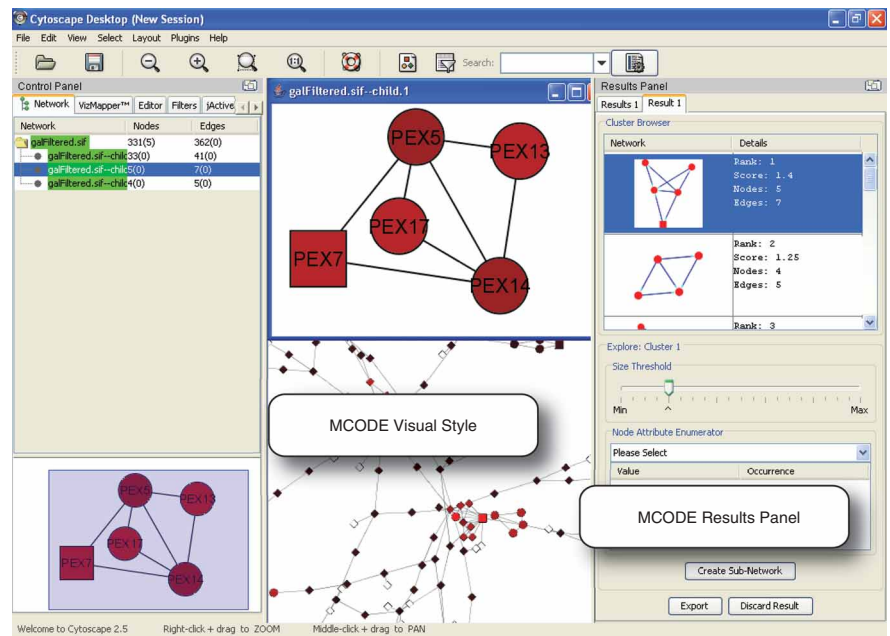 Cytoscape Desktop (New Session)
File Edit View Select Layout Plugins Help
1:1
Search:
Control Panel
Network VizMapper™ Editor Filters jActive
Network Nodes Edges
galFiltered.sif 331(5) 362(0)
galFiltered.sif--chilc 33(0) 41(0)
galFiltered.sif--chilc 5(0) 7(0)
galFiltered.sif--chilc 4(0) 5(0)
galFiltered.sif--child.1
PEX5
PEX13
PEX17
PEX7
PEX14
MCODE Visual Style
PEX5
PEX13
PEX17
PEX7
PEX14
Results Panel
Results 1 Result 1
Cluster Browser
Network Details
Rank: 1
Score: 1.4
Nodes: 5
Edges: 7
Rank: 2
Score: 1.25
Nodes: 4
Edges: 5
Rank: 3
Explore: Cluster 1
Size Threshold
Min Max
Node Attribute Enumerator
Please Select
Value Occurrence
MCODE Results Panel
Create Sub-Network
Export Discard Result
Welcome to Cytoscape 2.5 Right-click + drag to ZOOM Middle-click + drag to PAN